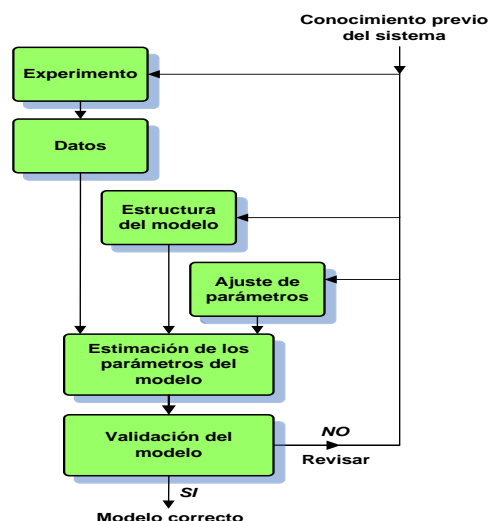 Conocimiento previo
del sistema
Experimento
Datos
Estructura
del modelo
Ajuste de
parámetros
Estimación de los
parámetros del
modelo
Validación del
modelo
NO
Revisar
SI
Modelo correcto